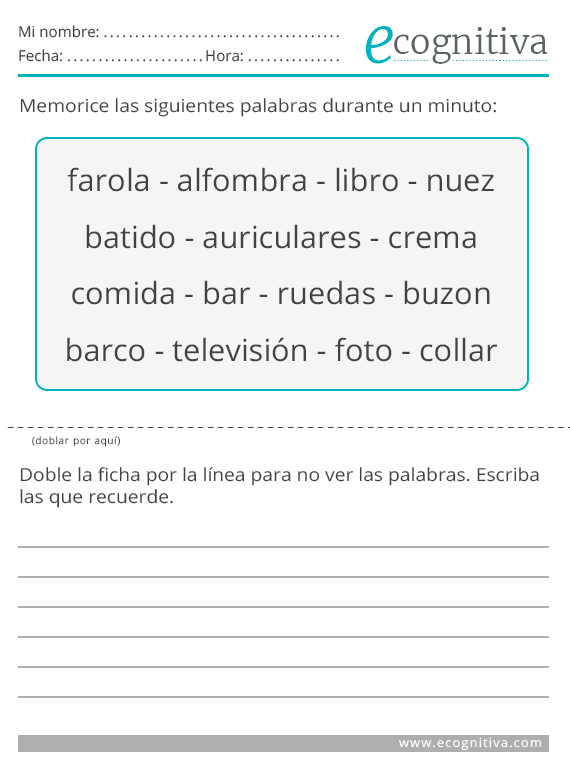 Mi nombre: ......................................
ecognitiva
Fecha: ......................Hora: ...............
Memorice las siguientes palabras durante un minuto:
farola - alfombra - libro - nuez
batido - auriculares - crema
comida - bar - ruedas - buzon
barco - televisión - foto - collar
(doblar por aquí)
Doble la ficha por la línea para no ver las palabras. Escriba
las que recuerde.
www.ecognitiva.com